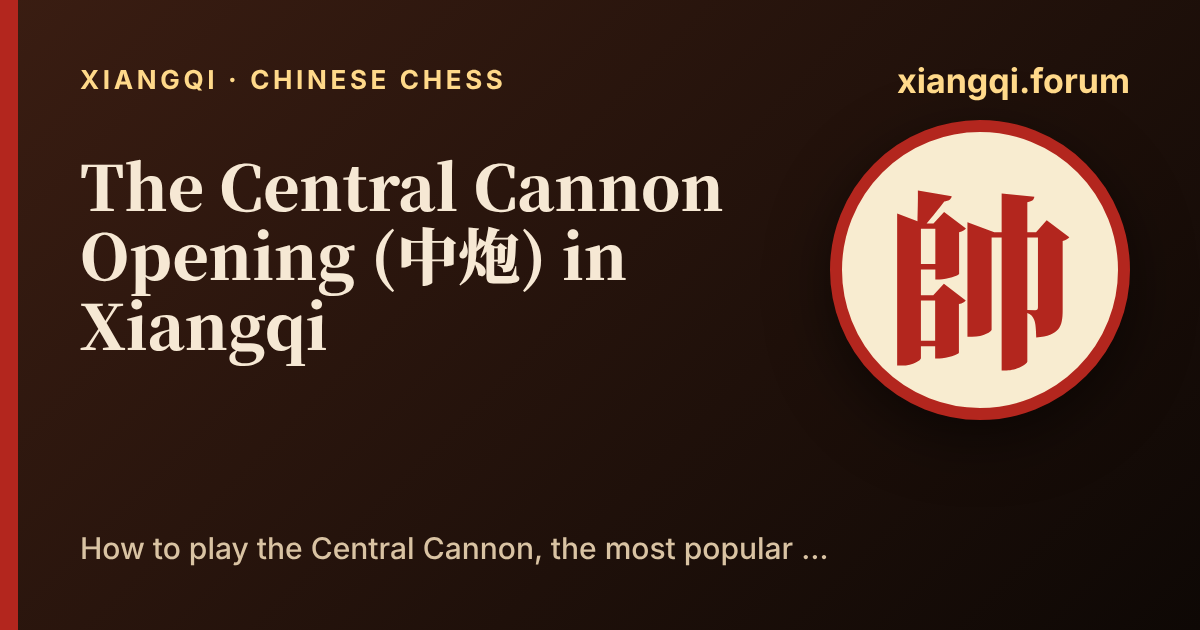 XIANGQI · CHINESE CHESS
xiangqi.forum
The Central Cannon
Opening (中炮) in
Xiangqi
帥
How to play the Central Cannon, the most popular ...